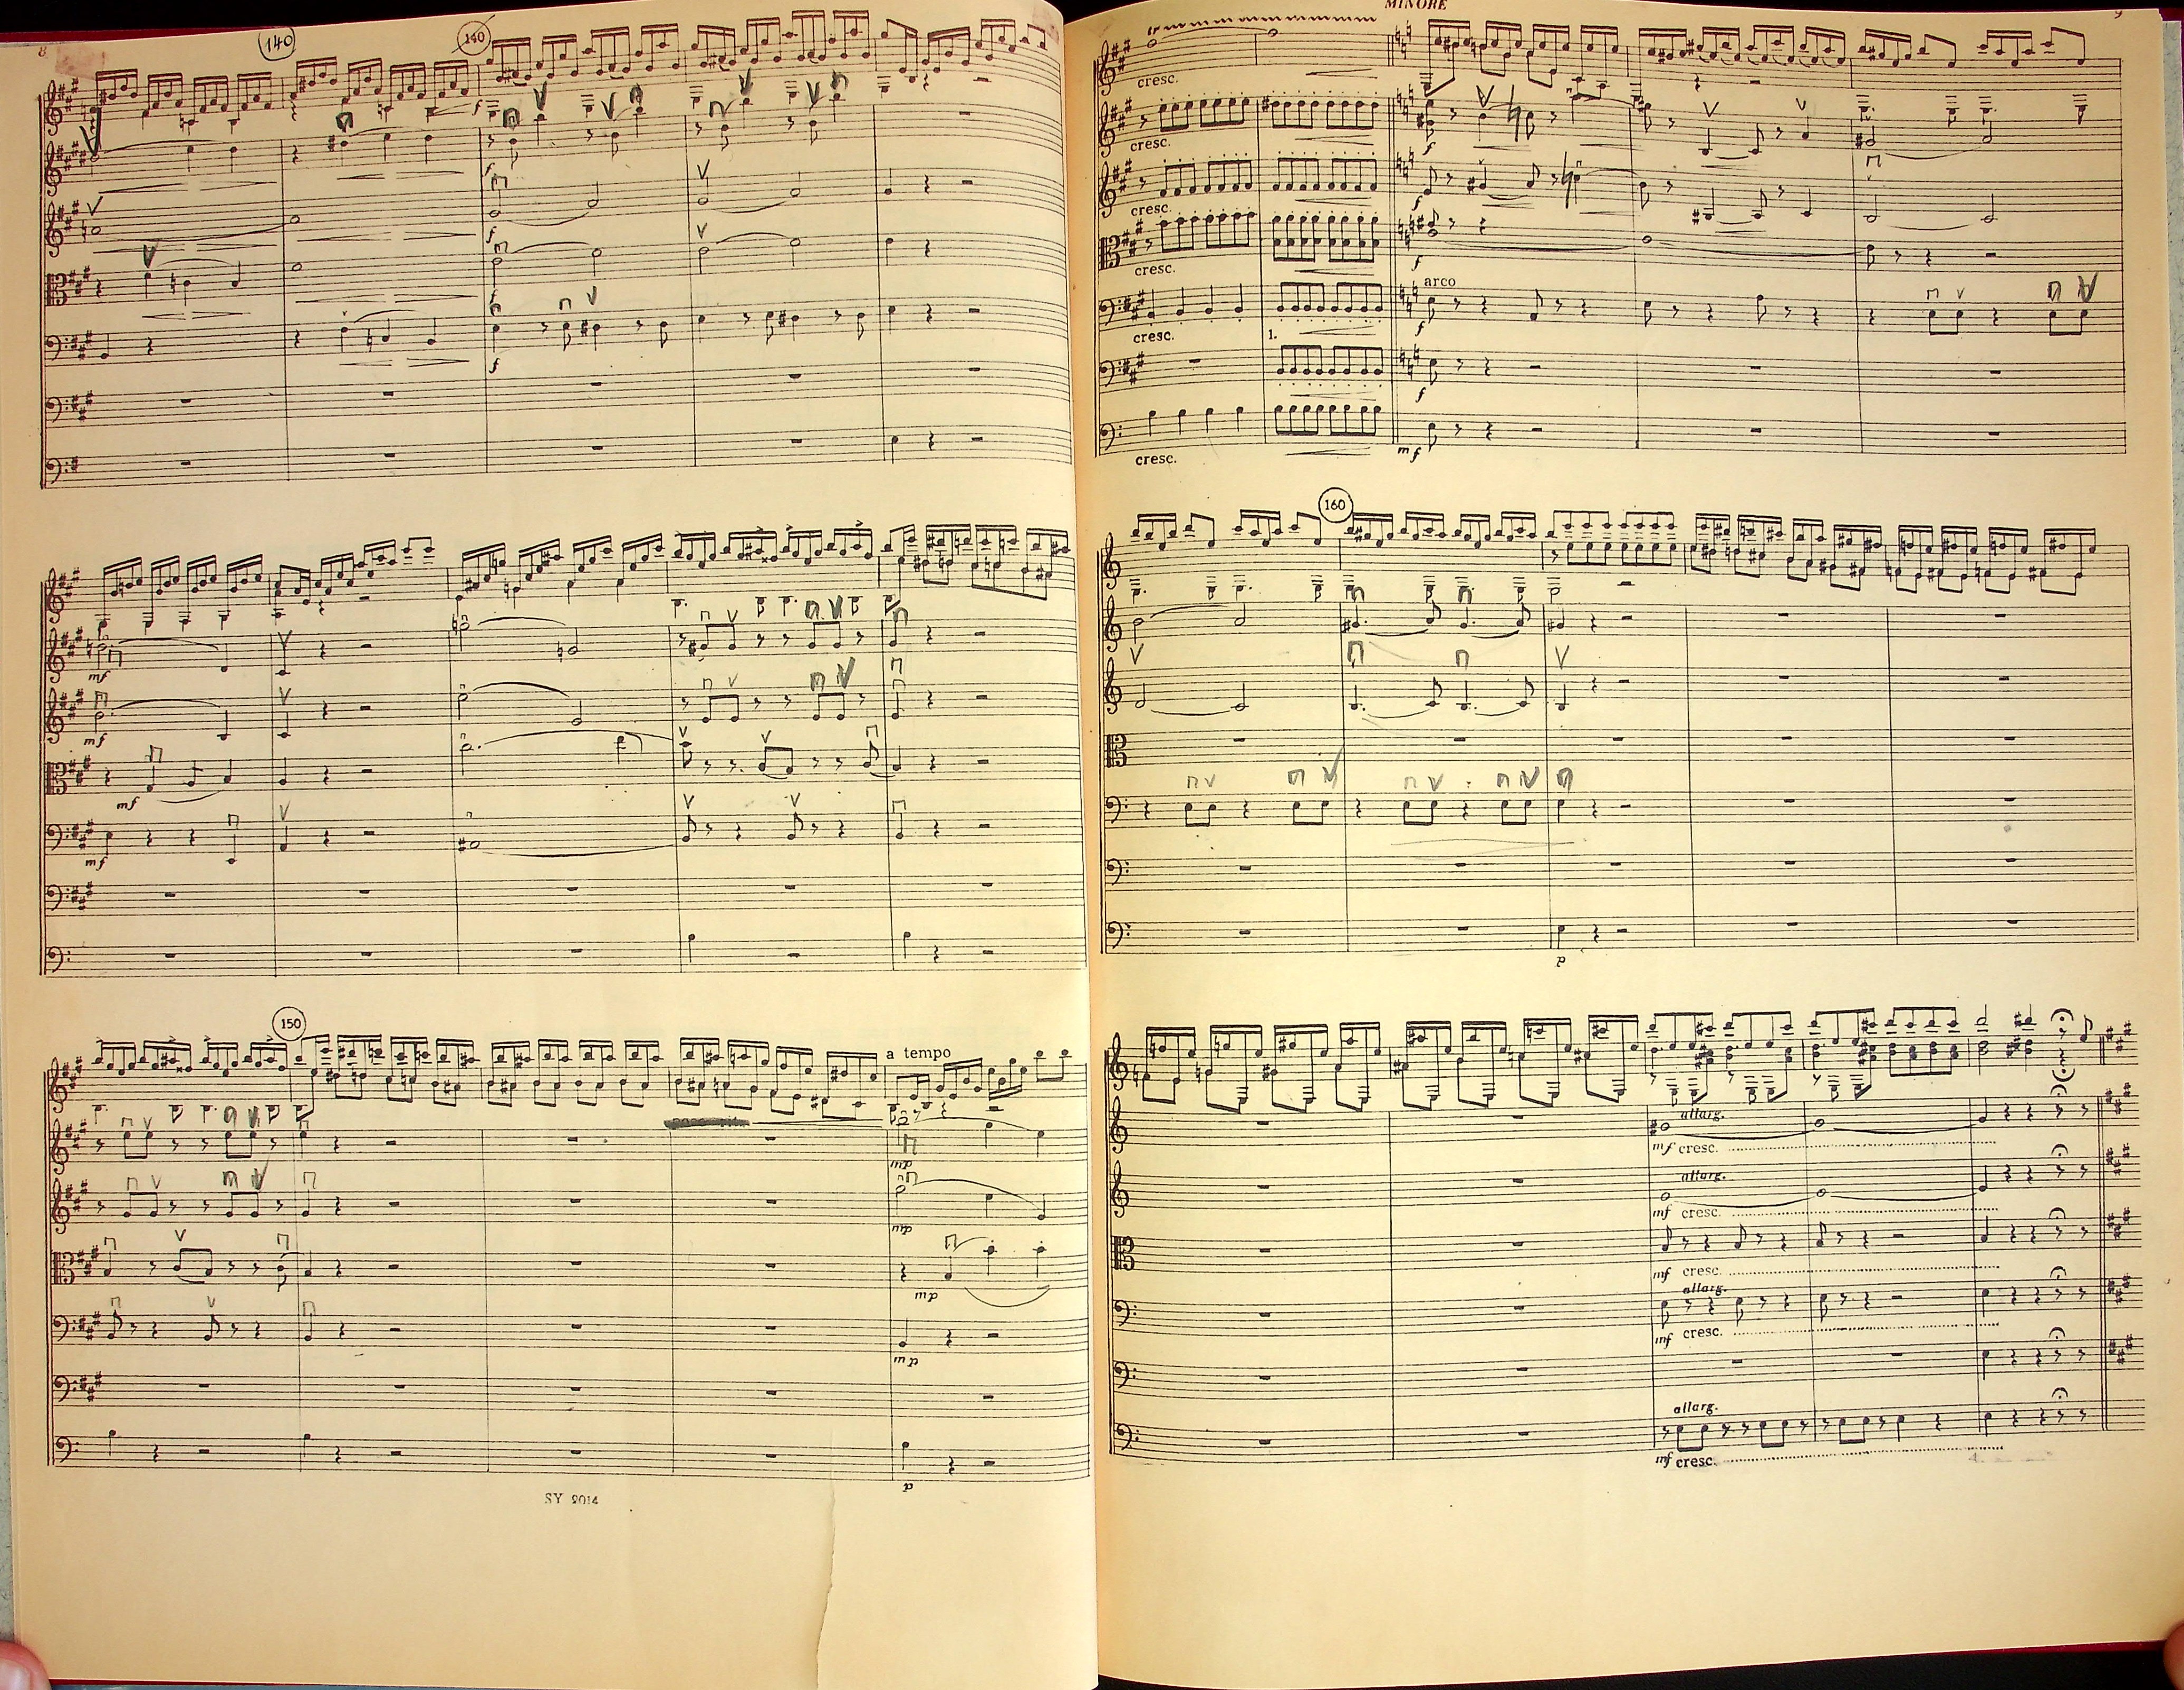 8
140
140
f
f
f
f
f
mf
mf
mf
mf
150
a tempo
mp
mp
mp
mp
p
SY 2014
MINORE
9
tr
cresc.
cresc.
cresc.
cresc.
cresc.
cresc.
1.
f
f
f
arco
f
f
mf
160
p
allarg.
mf cresc.
allarg.
mf cresc.
mf cresc.
allarg.
mf cresc.
allarg.
mf cresc.